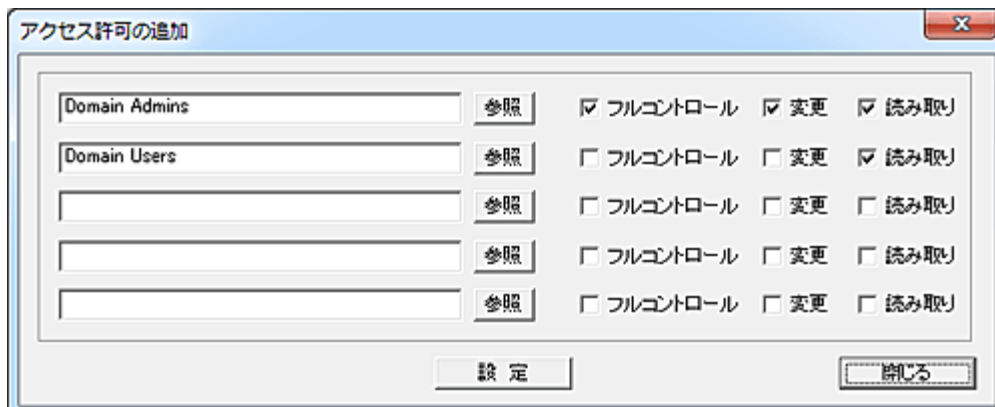 アクセス許可の追加
Domain Admins 参照 フルコントロール 変更 読み取り
Domain Users 参照 フルコントロール 変更 読み取り
参照 フルコントロール 変更 読み取り
参照 フルコントロール 変更 読み取り
参照 フルコントロール 変更 読み取り
設 定 閉じる